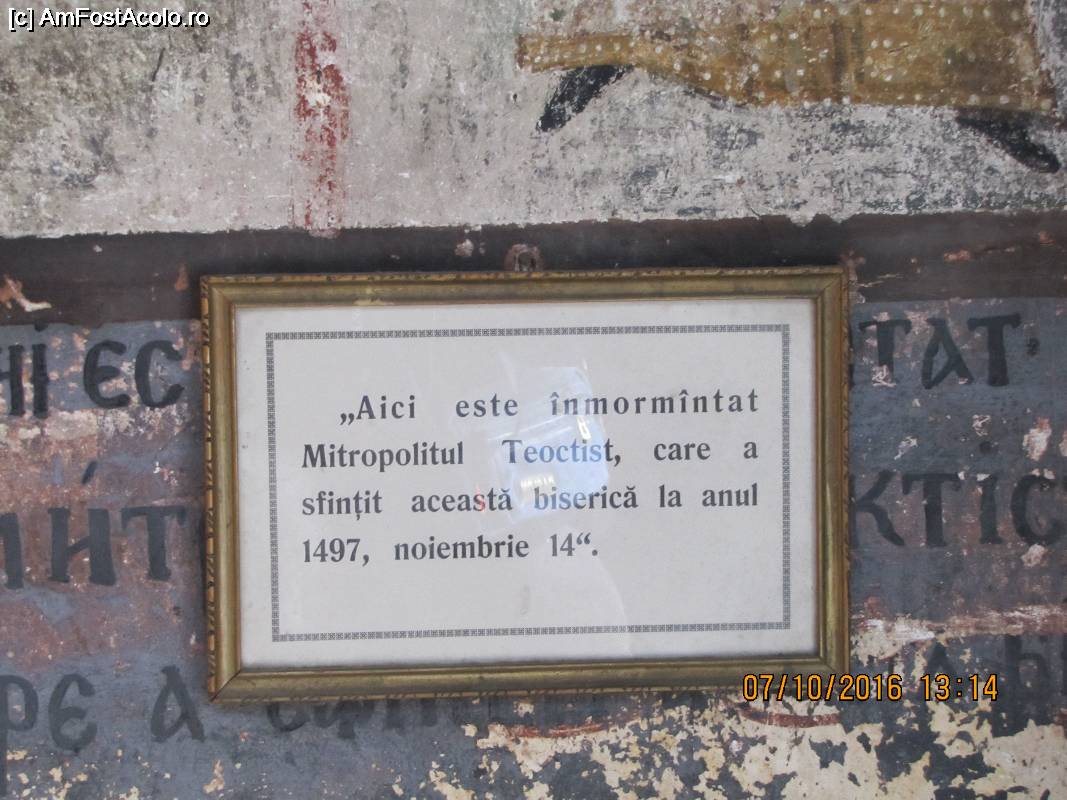 [c] AmFostAcolo.ro
„Aici este înmormîntat
Mitropolitul Teoctist, care a
sfințit această biserică la anul
1497, noiembrie 14“.
07/10/2016 13:14